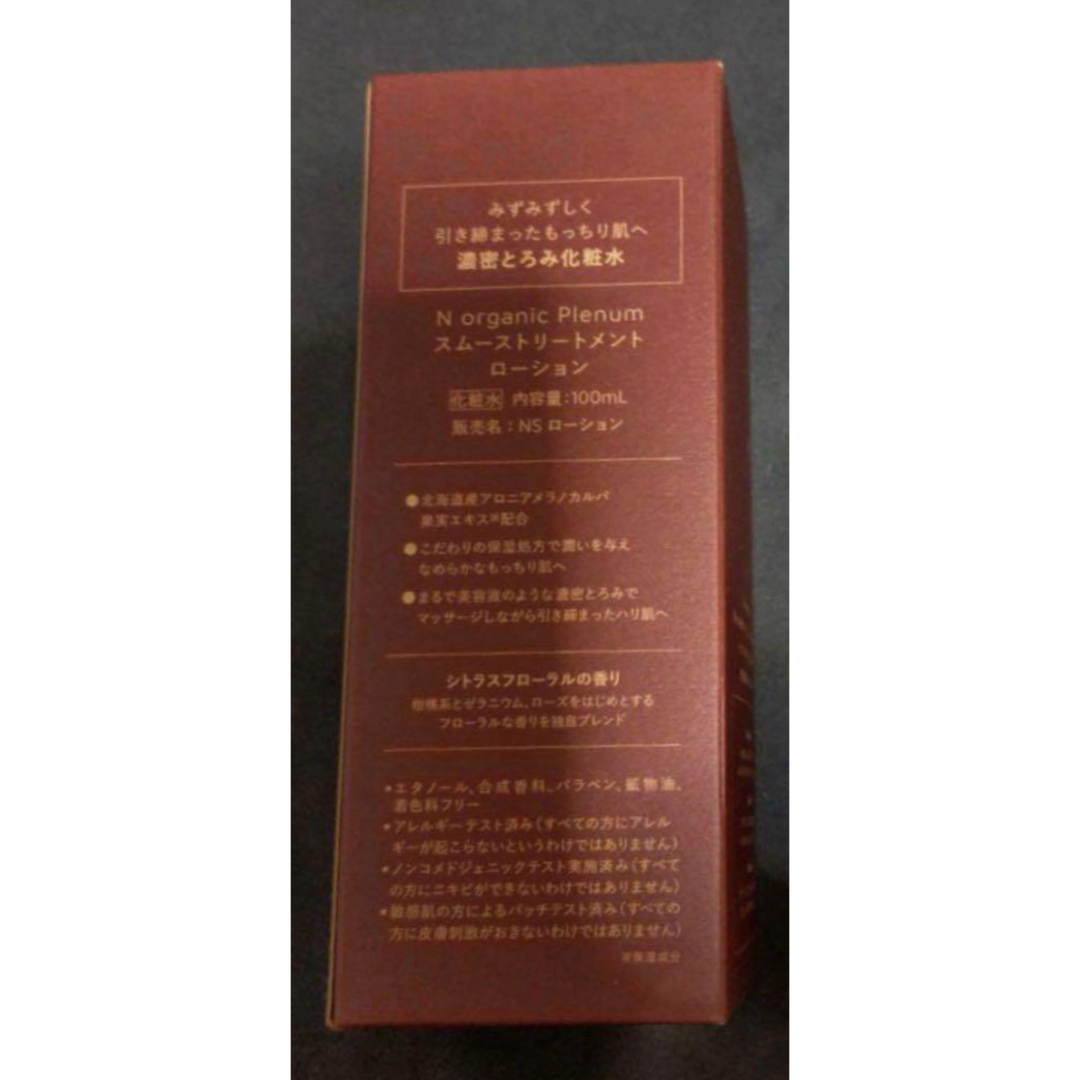 みずみずしく
引き締まったもっちり肌へ
濃密とろみ化粧水
N organic Plenum
スムーストリートメント
ローション
化粧水 内容量:100mL
販売名:NS ローション
●北海道産アロニアメラノカルパ
果実エキス※配合
●こだわりの保湿処方で潤いを与え
なめらかなもっちり肌へ
●まるで美容液のような濃密とろみで
マッサージしながら引き締まったハリ肌へ
シトラスフローラルの香り
柑橘系とゼラニウム、ローズをはじめとする
フローラルな香りを独自ブレンド
*エタノール、合成香料、パラベン、鉱物油、
着色料フリー
*アレルギーテスト済み(すべての方にアレル
ギーが起こらないというわけではありません)
*ノンコメドジェニックテスト実施済み(すべて
の方にニキビができないわけではありません)
*敏感肌の方によるパッチテスト済み(すべての
方に皮膚刺激がおきないわけではありません)
※保湿成分